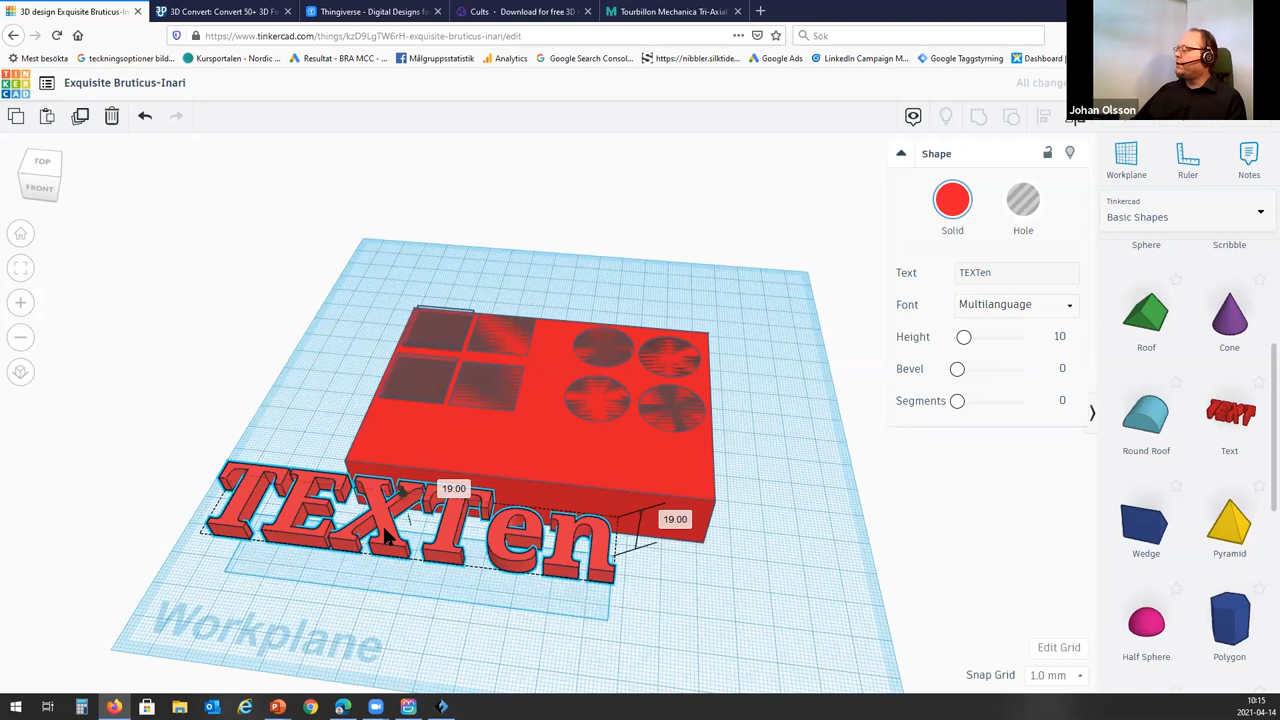 3D design Exquisite Bruticus-In
3D Convert: Convert 50+ 3D F
Thingiverse - Digital Designs fo
Cults ・ Download for free 3D
Tourbillon Mechanica Tri-Axial
https://www.tinkercad.com/things/kzD9LgTW6rH-exquisite-bruticus-inari/edit
Sök
Mest besökta
teckningsoptioner bild...
Kursportalen - Nordic ...
Resultat - BRA MCC - ...
Målgruppsstatistik
Analytics
Google Search Consol...
https://nibbler.silktide...
Google Ads
LinkedIn Campaign M...
Google Taggstyrning
Dashboard
TINKERCAD
Exquisite Bruticus-Inari
All change
Johan Olsson
TOP
FRONT
Shape
Solid
Hole
Text
TEXTen
Font
Multilanguage
Height
10
Bevel
0
Segments
0
Workplane
Ruler
Notes
Tinkercad
Basic Shapes
Sphere
Scribble
Roof
Cone
Round Roof
TEXT
Text
Wedge
Pyramid
Half Sphere
Polygon
19.00
19.00
TEXTen
Workplane
Edit Grid
Snap Grid
1.0 mm
10:15
2021-04-14